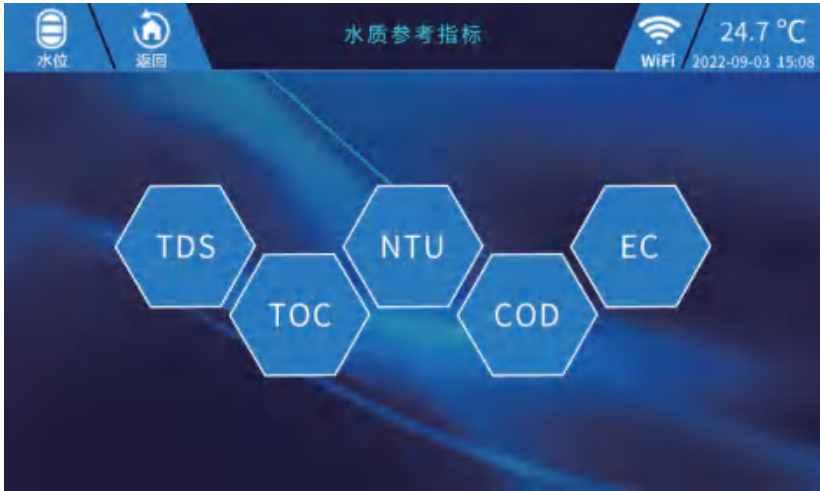 水位
返回
水质参考指标
WiFi
24.7 °C
2022-09-03 15:08
TDS
NTU
EC
TOC
COD